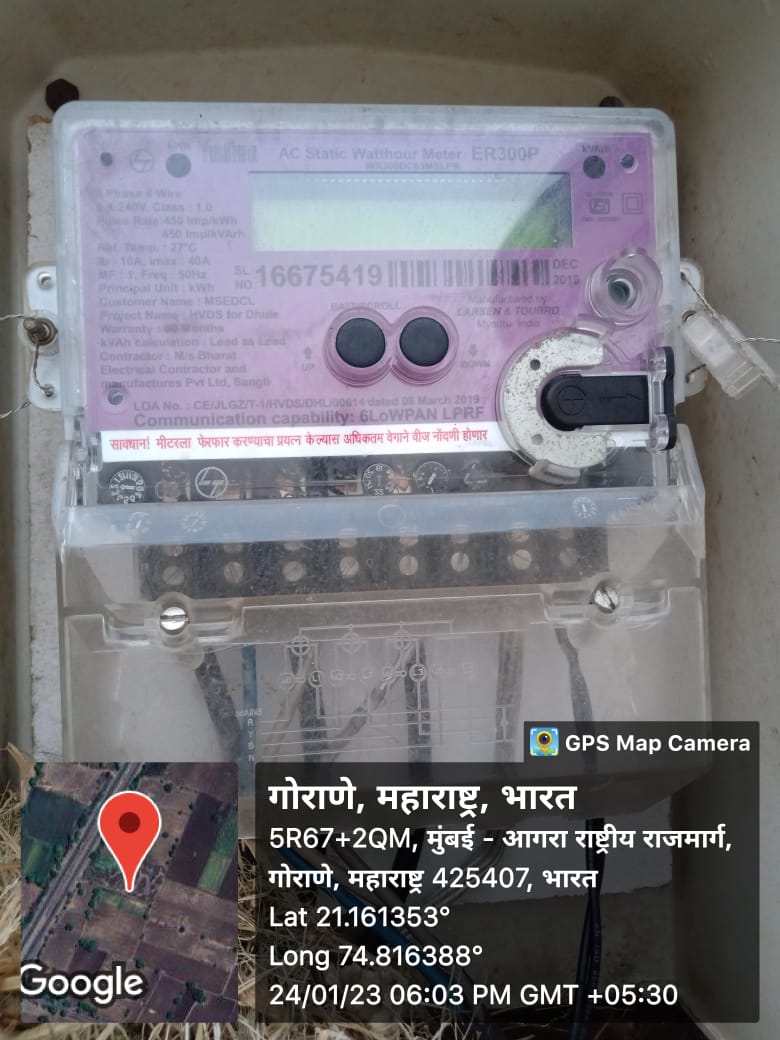 kWh
AC Static Watthour Meter ER300P
kVArh
3 Phase 4 Wire
Class : 1.0
Pulse Rate:450 Imp/kWh
450 Imp/kVArh
Ref. Temp. : 27°C
Ib : 10A, Imax : 40A
MF : 1, Freq : 50Hz
Principal Unit : kWh
Customer Name : MSEDCL
Project Name : HVDS for Dhule
Warranty : 60 Months
kVAh calculation : Lead as Lead
Contractor : M/s Bharat
Electrical Contractor and
manufactures Pvt Ltd, Sangli
SL.
NO.
16675419
DEC
2019
BATT/SCROLL
UP
DOWN
Manufactured by
LARSEN & TOUBRO
Mysuru- India
LOA No. : CE/JLGZ/T-1/HVDS/DHL/00614 dated 08 March 2019
Communication capability: 6LoWPAN LPRF
सावधान! मीटरला फेरफार करण्याचा प्रयत्न केल्यास अधिकतम वेगाने वीज नोंदणी होणार
MAINS
R
Y
B
N
GPS Map Camera
गोराणे, महाराष्ट्र, भारत
5R67+2QM, मुंबई - आगरा राष्ट्रीय राजमार्ग,
गोराणे, महाराष्ट्र 425407, भारत
Lat 21.161353°
Long 74.816388°
24/01/23 06:03 PM GMT +05:30
Google